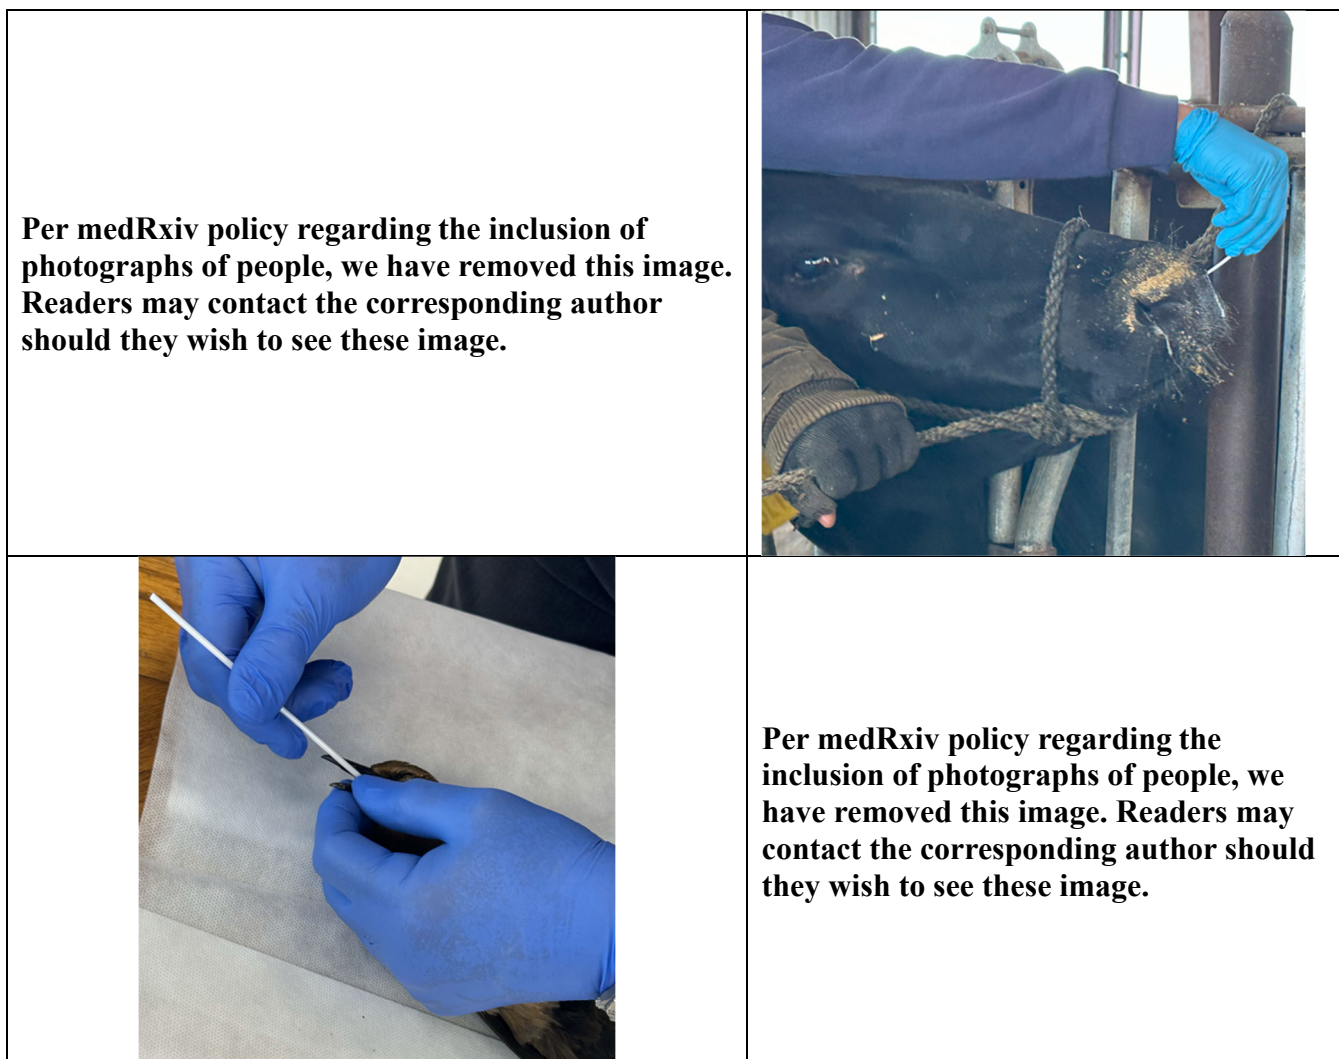 Per medRxiv policy regarding the inclusion of
photographs of people, we have removed this image.
Readers may contact the corresponding author
should they wish to see these image.
Per medRxiv policy regarding the
inclusion of photographs of people, we
have removed this image. Readers may
contact the corresponding author should
they wish to see these image.